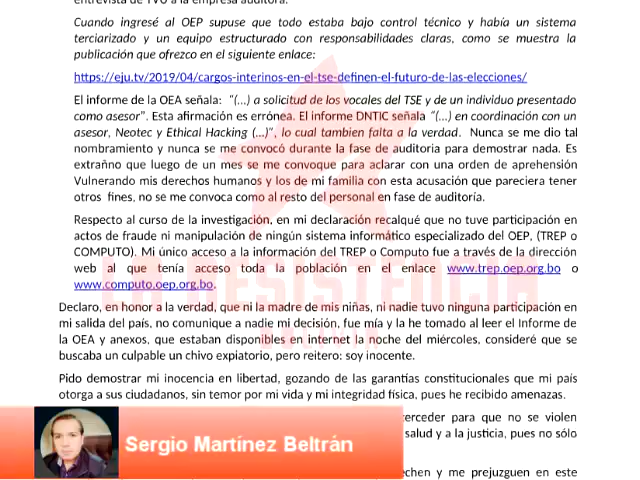 entrevista de TVU a la empresa auditora.
Cuando ingresé al OEP supuse que todo estaba bajo control técnico y había un sistema
terciarizado y un equipo estructurado con responsabilidades claras, como se muestra la
publicación que ofrezco en el siguiente enlace:
https://eju.tv/2019/04/cargos-interinos-en-el-tse-definen-el-futuro-de-las-elecciones/
El informe de la OEA señala: “(...) a solicitud de los vocales del TSE y de un individuo presentado
como asesor”. Esta afirmación es errónea. El informe DNTIC señala “(...) en coordinación con un
asesor, Neotec y Ethical Hacking (...)”, lo cual tambien falta a la verdad. Nunca se me dio tal
nombramiento y nunca se me convocó durante la fase de auditoria para demostrar nada. Es
extrañno que luego de un mes se me convoque para aclarar con una orden de aprehensión
Vulnerando mis derechos humanos y los de mi familia con esta acusación que pareciera tener
otros fines, no se me convoca como al resto del personal en fase de auditoría.
Respecto al curso de la investigación, en mi declaración recalqué que no tuve participación en
actos de fraude ni manipulación de ningún sistema informático especializado del OEP, (TREP o
COMPUTO). Mi único acceso a la información del TREP o Computo fue a través de la dirección
web al que tenía acceso toda la población en el enlace www.trep.oep.org.bo o
www.computo.oep.org.bo.
LA RESISTENCIA
BOLIVIA
Declaro, en honor a la verdad, que ni la madre de mis niñas, ni nadie tuvo ninguna participación en
mi salida del país, no comunique a nadie mi decisión, fue mía y la he tomado al leer el Informe de
la OEA y anexos, que estaban disponibles en internet la noche del miércoles, consideré que se
buscaba un culpable un chivo expiatorio, pero reitero: soy inocente.
Pido demostrar mi inocencia en libertad, gozando de las garantías constitucionales que mi país
otorga a sus ciudadanos, sin temor por mi vida y mi integridad física, pues he recibido amenazas.
para que no se violen
salud y a la justicia, pues no sólo
y me prejuzguen en este
Sergio Martínez Beltrán